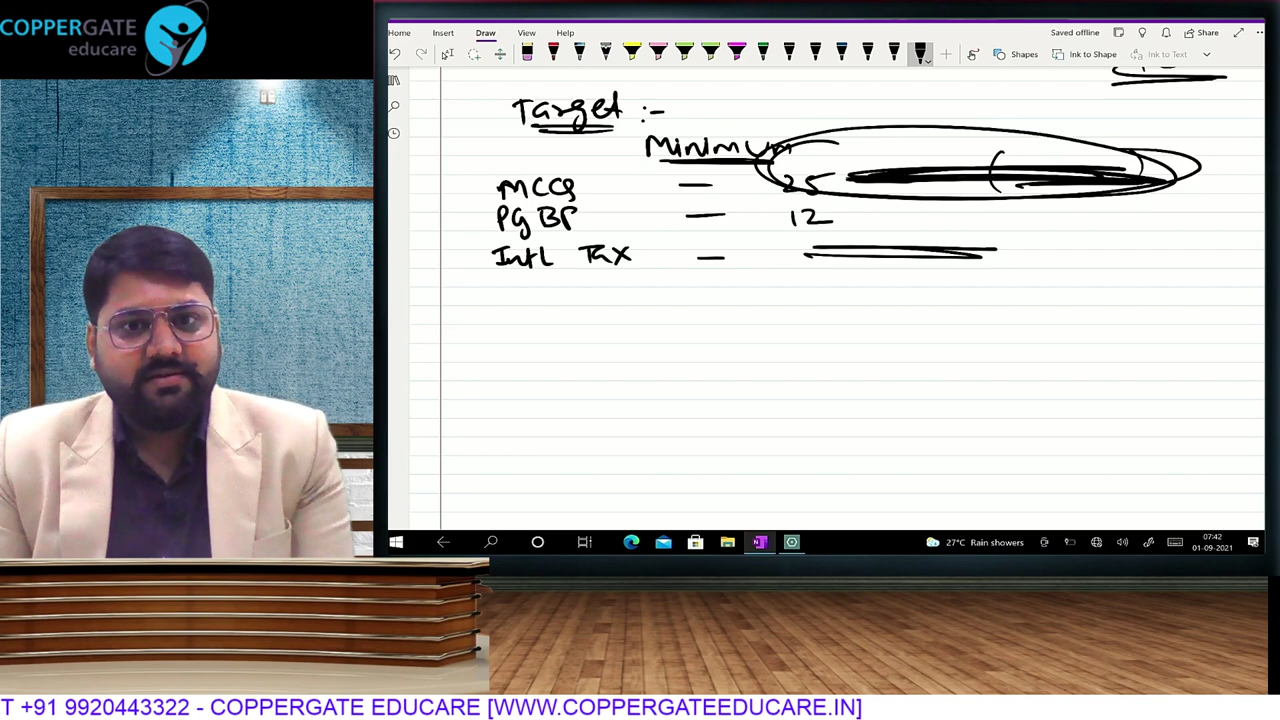 COPPERGATE
educare
Home Insert Draw View Help
Saved offline
Share
Shapes
Ink to Shape
Ink to Text
Target :-
Minimum
MCQs — 25
PGBP — 12
Intl Tax —
27°C Rain showers
07:42
01-09-2021
T +91 9920443322 - COPPERGATE EDUCARE [WWW.COPPERGATEEDUCARE.IN]